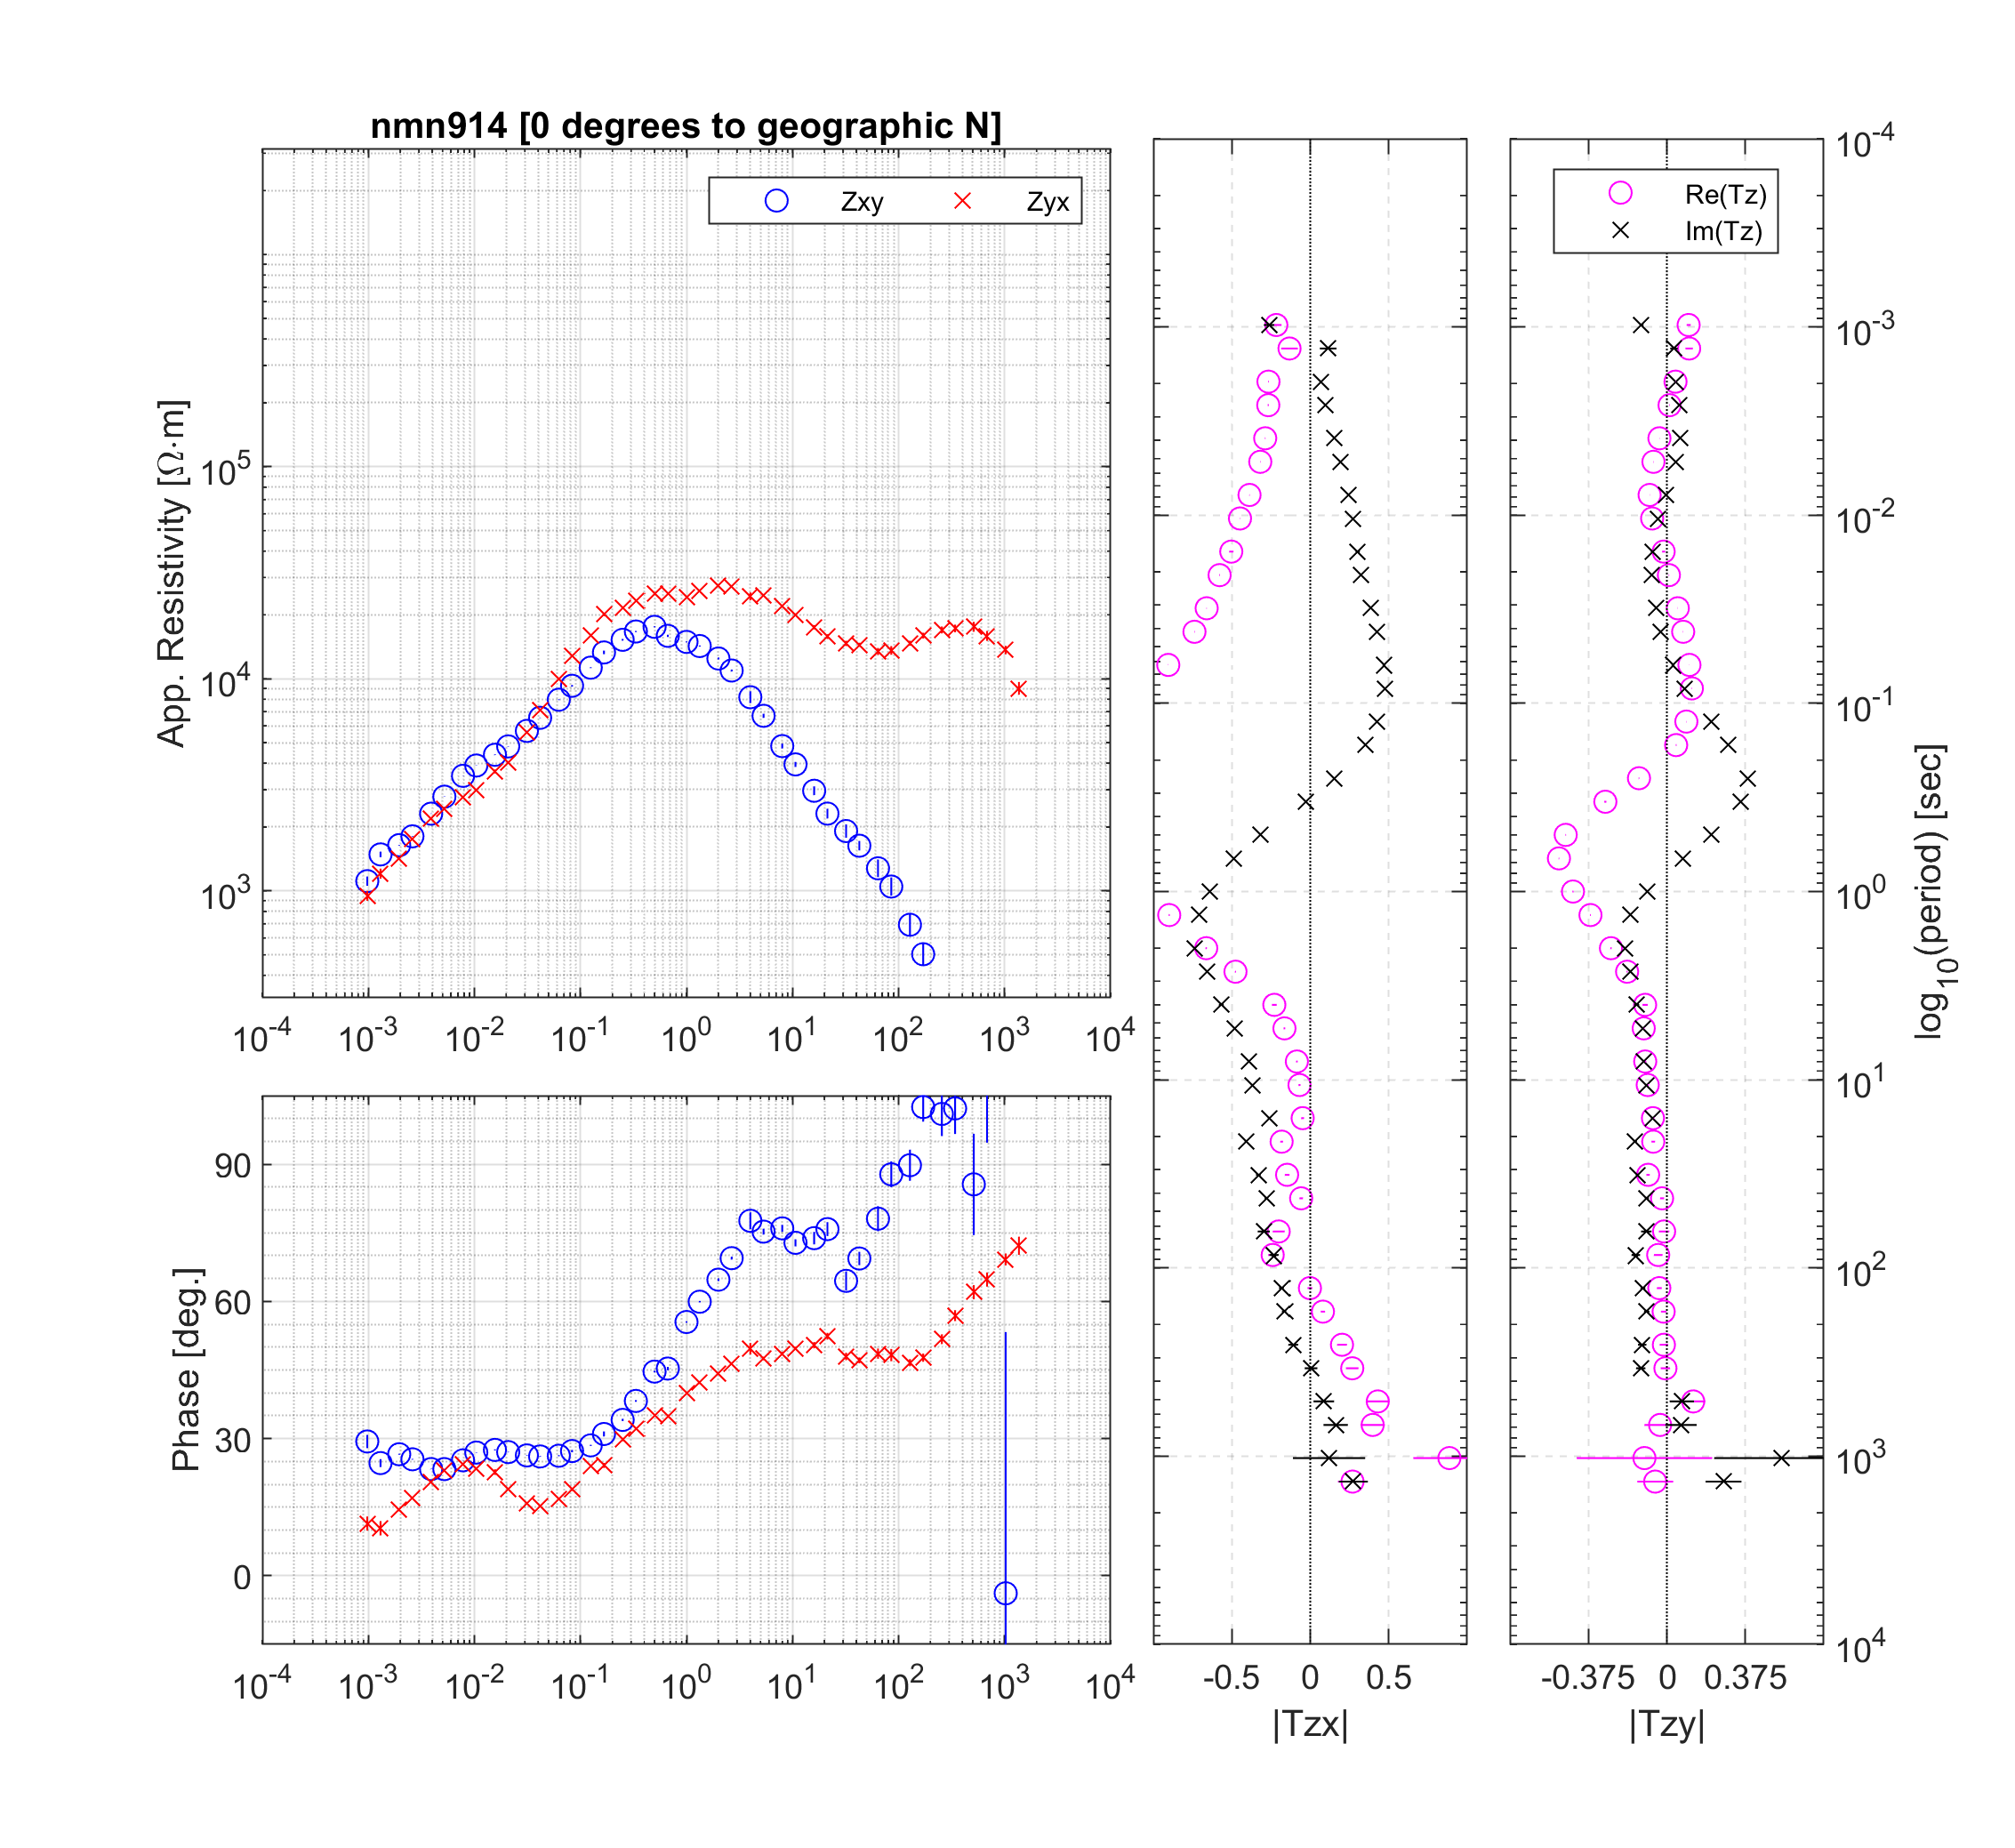 nmn914 [0 degrees to geographic N]
Zxy Zyx
App. Resistivity [Ω·m]
10^5
10^4
10^3
10^-4 10^-3 10^-2 10^-1 10^0 10^1 10^2 10^3 10^4
Phase [deg.]
90
60
30
0
10^-4 10^-3 10^-2 10^-1 10^0 10^1 10^2 10^3 10^4
-0.5 0 0.5
|Tzx|
Re(Tz)
Im(Tz)
10^-4
10^-3
10^-2
10^-1
10^0
10^1
10^2
10^3
10^4
log10(period) [sec]
-0.375 0 0.375
|Tzy|